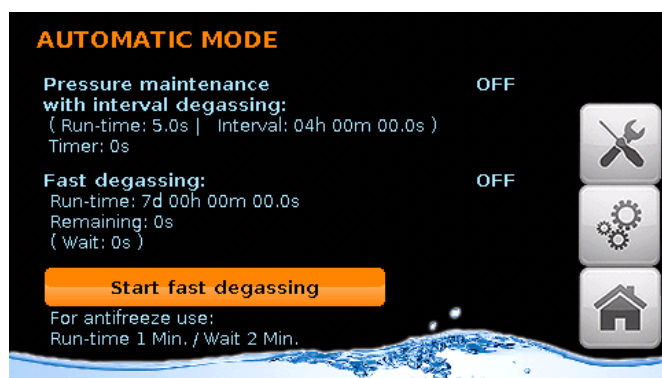 AUTOMATIC MODE
Pressure maintenance OFF
with interval degassing:
( Run-time: 5.0s | Interval: 04h 00m 00.0s )
Timer: 0s
Fast degassing: OFF
Run-time: 7d 00h 00m 00.0s
Remaining: 0s
( Wait: 0s )
Start fast degassing
For antifreeze use:
Run-time 1 Min. / Wait 2 Min.